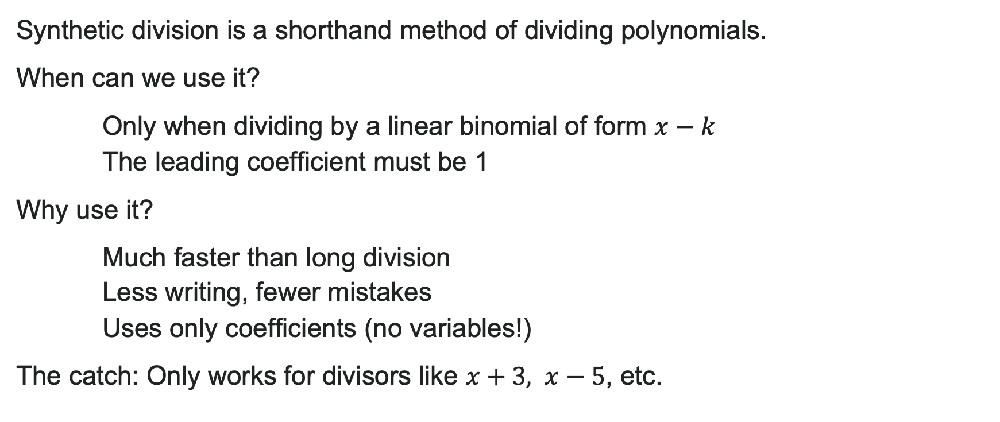 Synthetic division is a shorthand method of dividing polynomials.
When can we use it?
Only when dividing by a linear binomial of form x − k
The leading coefficient must be 1
Why use it?
Much faster than long division
Less writing, fewer mistakes
Uses only coefficients (no variables!)
The catch: Only works for divisors like x + 3, x − 5, etc.